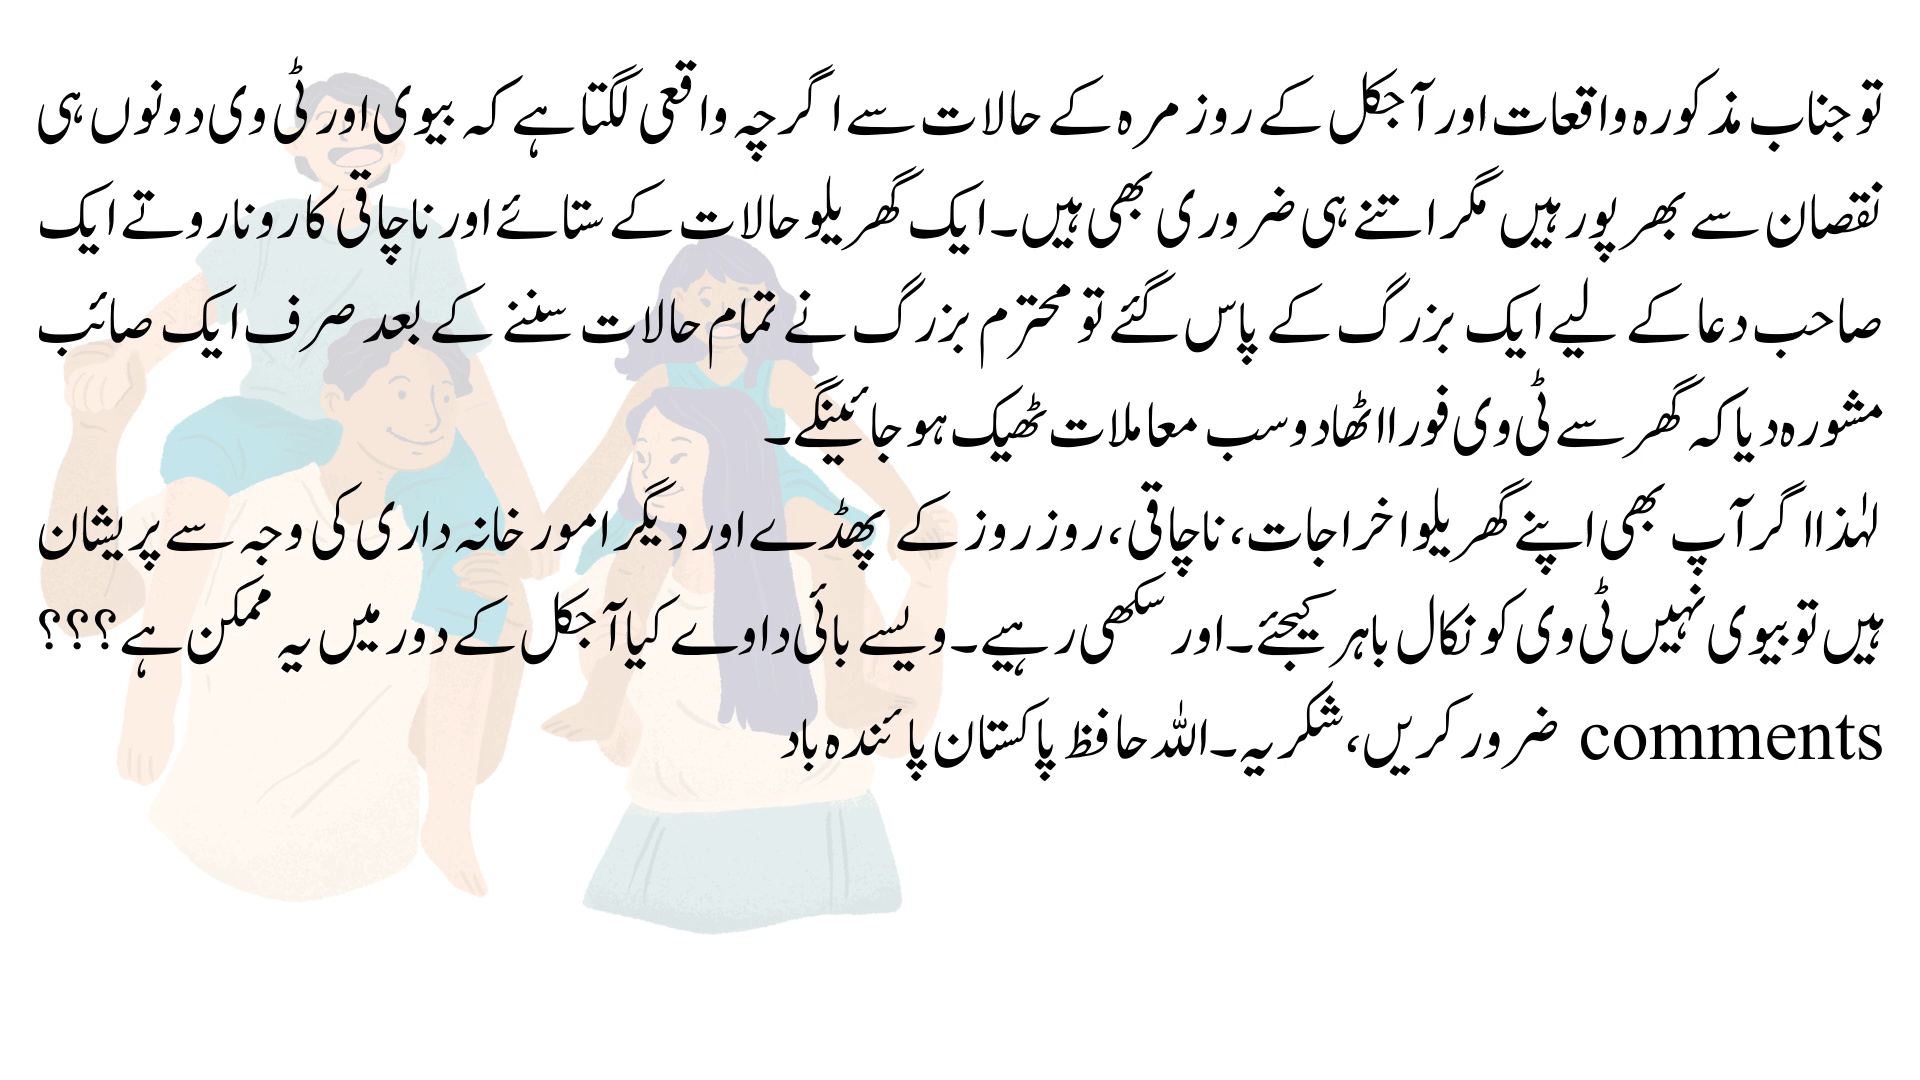 تو جناب مذکورہ واقعات اور آجکل کے روز مرہ کے حالات سے اگرچہ واقعی لگتا ہے کہ بیوی اور ٹی وی دونوں ہی
نقصان سے بھرپور ہیں مگر اتنے ہی ضروری بھی ہیں۔ ایک گھریلو حالات کے ستائے اور ناچاقی کا رونا روتے ایک
صاحب دعا کے لیے ایک بزرگ کے پاس گئے تو محترم بزرگ نے تمام حالات سننے کے بعد صرف ایک صائب
مشورہ دیا کہ گھر سے ٹی وی فورا اٹھا دو سب معاملات ٹھیک ہو جائینگے۔
لہٰذا اگر آپ بھی اپنے گھریلو اخراجات، ناچاقی، روز روز کے پھڈے اور دیگر امور خانہ داری کی وجہ سے پریشان
ہیں تو بیوی نہیں ٹی وی کو نکال باہر کیجئے۔ اور سکھی رہیے۔ ویسے بائی داوے کیا آجکل کے دور میں یہ ممکن ہے؟؟؟
comments ضرور کریں، شکریہ۔ اللہ حافظ پاکستان پائندہ باد